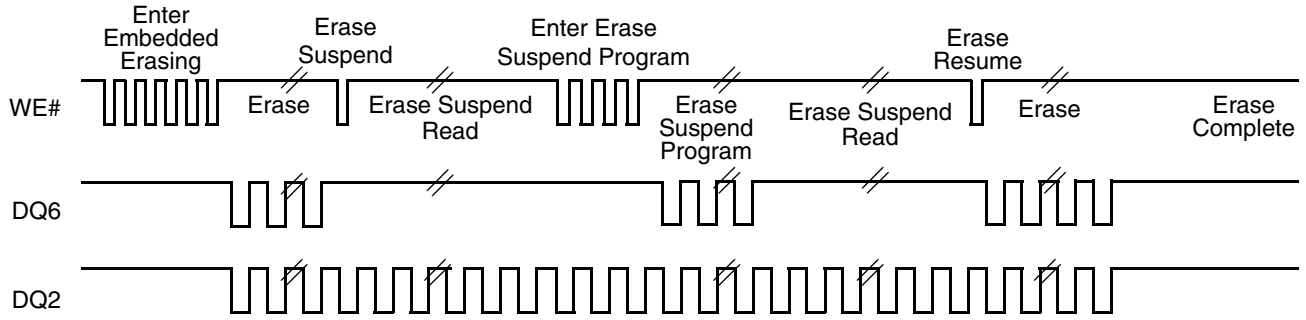 Enter
Embedded
Erasing
Erase
Suspend
Enter Erase
Suspend Program
Erase
Resume
WE#
Erase
Erase Suspend
Read
Erase
Suspend
Program
Erase Suspend
Read
Erase
Erase
Complete
DQ6
DQ2